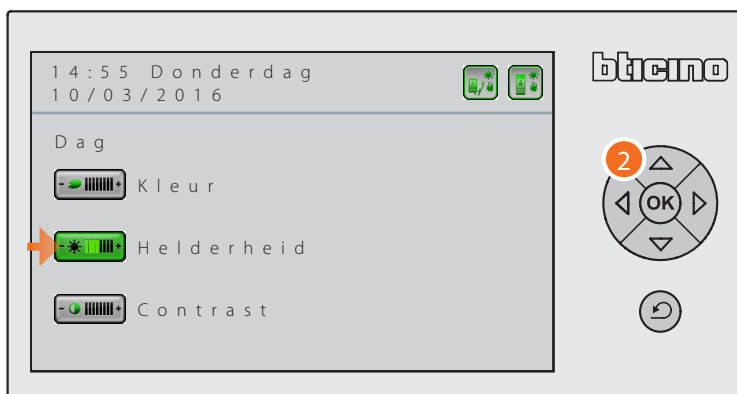 14:55 Donderdag
10/03/2016
bticino
Dag
- + Kleur
- + Helderheid
- + Contrast
2
OK